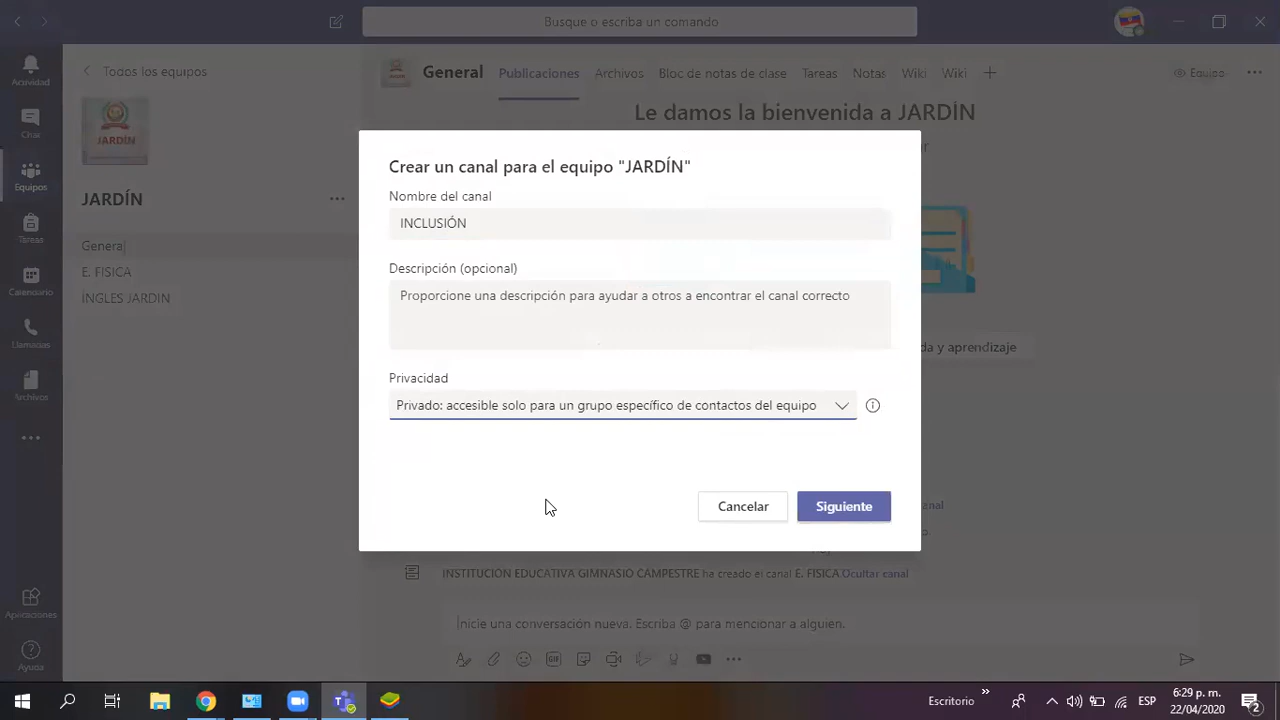 Busque o escriba un comando
Actividad
Chat
Equipos
Tareas
Calendario
Llamadas
Archivos
Aplicaciones
Ayuda
Todos los equipos
JARDÍN
JARDÍN
General
E. FISICA
ÍNGLES JARDIN
General
Publicaciones
Archivos
Bloc de notas de clase
Tareas
Notas
Wiki
Wiki
Equipo
Le damos la bienvenida a JARDÍN
Crear un canal para el equipo "JARDÍN"
Nombre del canal
INCLUSIÓN
Descripción (opcional)
Proporcione una descripción para ayudar a otros a encontrar el canal correcto
Privacidad
Privado: accesible solo para un grupo específico de contactos del equipo
Cancelar
Siguiente
y aprendizaje
INSTITUCIÓN EDUCATIVA GIMNASIO CAMPESTRE ha creado el canal E. FISICA. Ocultar canal
Inicie una conversación nueva. Escriba @ para mencionar a alguien.
GIF
Escritorio
ESP
6:29 p. m.
22/04/2020
2